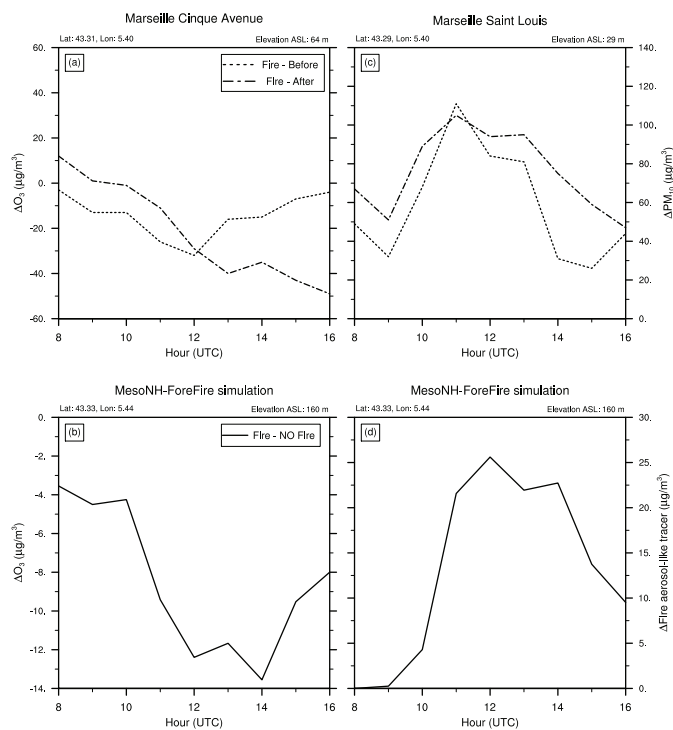 Marseille Cinque Avenue
Lat: 43.31, Lon: 5.40 Elevation ASL: 64 m
60.
40.
20.
0.
-20.
-40.
-60.
ΔO₃ (μg/m³)
(a)
Fire - Before
Fire - After
8 10 12 14 16
Hour (UTC)
Marseille Saint Louis
Lat: 43.29, Lon: 5.40 Elevation ASL: 29 m
(c)
140.
120.
100.
80.
60.
40.
20.
0.
ΔPM₁₀ (μg/m³)
8 10 12 14 16
Hour (UTC)
MesoNH-ForeFire simulation
Lat: 43.33, Lon: 5.44 Elevation ASL: 160 m
0.
-2.
-4.
-6.
-8.
-10.
-12.
-14.
ΔO₃ (μg/m³)
(b)
Fire - NO Fire
8 10 12 14 16
Hour (UTC)
MesoNH-ForeFire simulation
Lat: 43.33, Lon: 5.44 Elevation ASL: 160 m
(d)
30.
25.
20.
15.
10.
5.
0.
ΔFire aerosol-like tracer (μg/m³)
8 10 12 14 16
Hour (UTC)